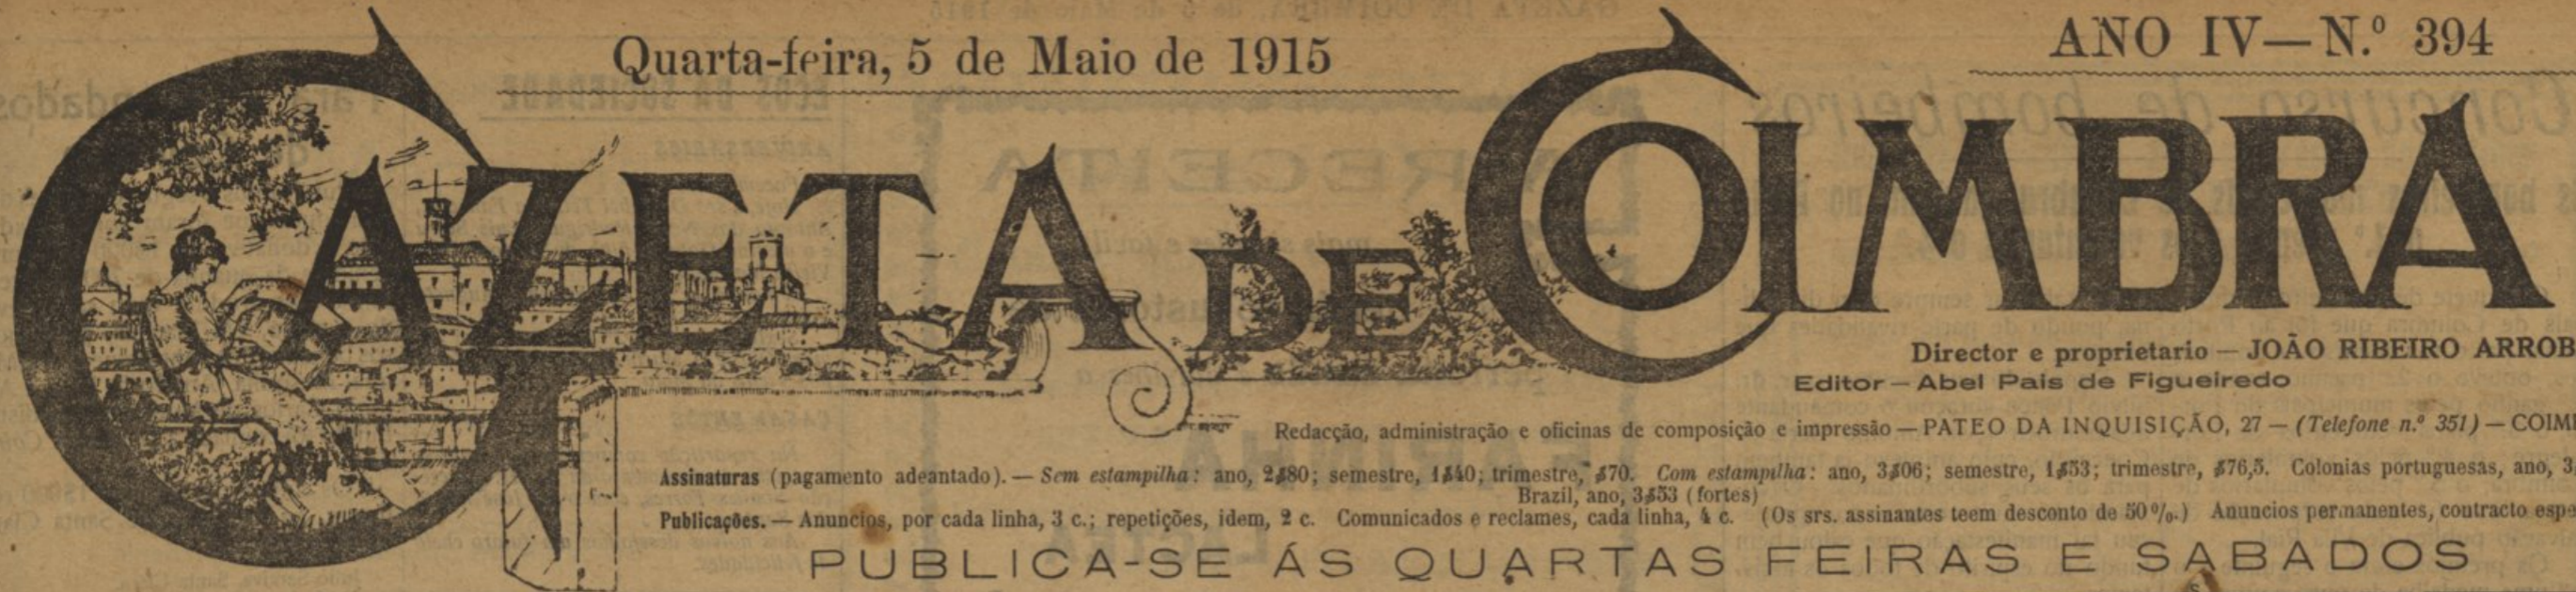 Quarta-feira, 5 de Maio de 1915
ANO IV—N.º 394
GAZETA DE COIMBRA
Director e proprietario — JOÃO RIBEIRO ARROB
Editor—Abel Pais de Figueiredo
Redacção, administração e oficinas de composição e impressão — PATEO DA INQUISIÇÃO, 27 — (Telefone n.º 351) — COIM
Assinaturas (pagamento adeantado). — Sem estampilha: ano, 2$80; semestre, 1$40; trimestre, $70. Com estampilha: ano, 3$06; semestre, 1$53; trimestre, $76,5. Colonias portuguesas, ano, 3
Brazil, ano, 3$53 (fortes)
Publicações. — Anuncios, por cada linha, 3 c.; repetições, idem, 2 c. Comunicados e reclames, cada linha, 4 c. (Os srs. assinantes teem desconto de 50 %.) Anuncios permanentes, contracto espe
PUBLICA-SE ÁS QUARTAS FEIRAS E SABADOS